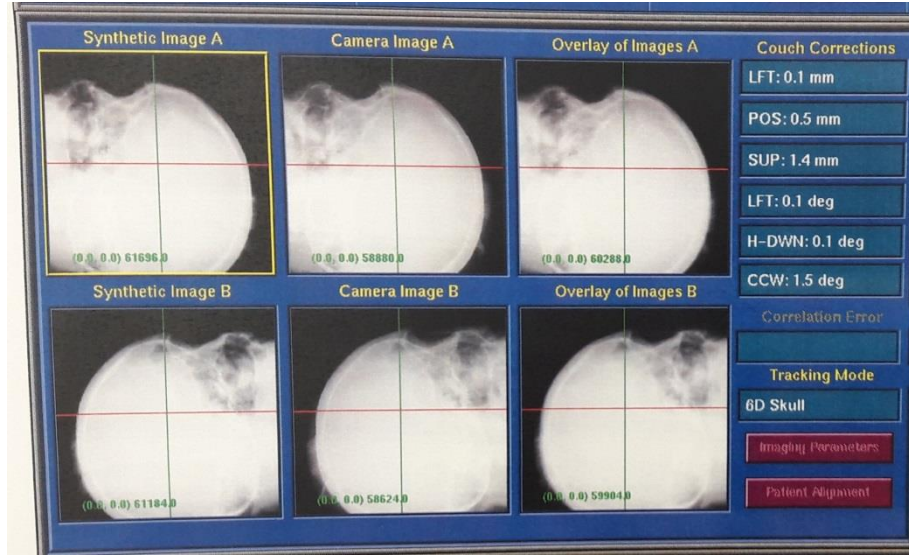 Synthetic Image A
Camera Image A
Overlay of Images A
Couch Corrections
LFT: 0.1 mm
POS: 0.5 mm
SUP: 1.4 mm
LFT: 0.1 deg
H-DWN: 0.1 deg
CCW: 1.5 deg
(0.0, 0.0) 61696.0
(0.0, 0.0) 58880.0
(0.0, 0.0) 60288.0
Synthetic Image B
Camera Image B
Overlay of Images B
(0.0, 0.0) 61184.0
(0.0, 0.0) 58624.0
(0.0, 0.0) 59904.0
Correlation Error
Tracking Mode
6D Skull
Imaging Parameters
Patient Alignment